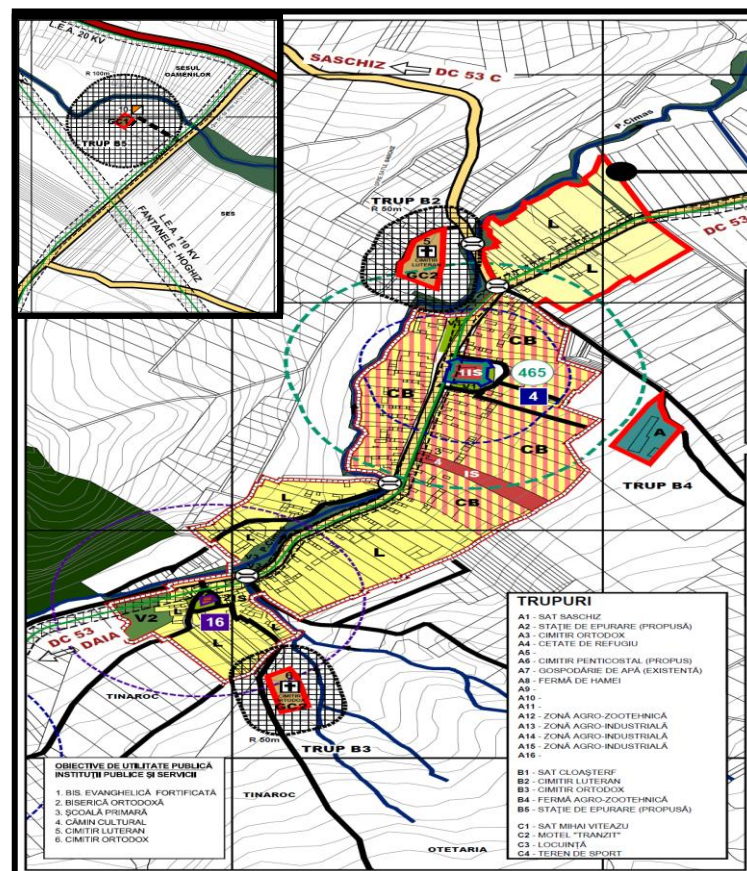 L.E.A. 20 KV
SESUL
OAMENILOR
R 100m
TRUP B5
SES
L.E.A. 110 KV
FANTANELE - HOGHIZ
SASCHIZ
DC 53 C
P.Cimas
TRUP B2
R 50m
5
CIMITIR
LUTERAN
GC2
L
L
DC 53
CB
1IS
465
4
CB
CB
3
4
IS
CB
A
TRUP B4
L
L
L
V2
L
L
L
16
DC 53
DAIA
TINAROC
6
CIMITIR
ORTODOX
GC3
R 50m
TRUP B3
TINAROC
OTETARIA
OBIECTIVE DE UTILITATE PUBLICĂ
INSTITUȚII PUBLICE ȘI SERVICII
1. BIS. EVANGHELICĂ FORTIFICATĂ
2. BISERICĂ ORTODOXĂ
3. ȘCOALĂ PRIMARĂ
4. CĂMIN CULTURAL
5. CIMITIR LUTERAN
6. CIMITIR ORTODOX
TRUPURI
A1 - SAT SASCHIZ
A2 - STAȚIE DE EPURARE (PROPUSĂ)
A3 - CIMITIR ORTODOX
A4 - CETATE DE REFUGIU
A5 -
A6 - CIMITIR PENTICOSTAL (PROPUS)
A7 - GOSPODĂRIE DE APĂ (EXISTENTĂ)
A8 - FERMĂ DE HAMEI
A9 -
A10 -
A11 -
A12 - ZONĂ AGRO-ZOOTEHNICĂ
A13 - ZONĂ AGRO-INDUSTRIALĂ
A14 - ZONĂ AGRO-INDUSTRIALĂ
A15 - ZONĂ AGRO-INDUSTRIALĂ
A16 -
B1 - SAT CLOAȘTERF
B2 - CIMITIR LUTERAN
B3 - CIMITIR ORTODOX
B4 - FERMĂ AGRO-ZOOTEHNICĂ
B5 - STAȚIE DE EPURARE (PROPUSĂ)
C1 - SAT MIHAI VITEAZU
C2 - MOTEL "TRANZIT"
C3 - LOCUINȚĂ
C4 - TEREN DE SPORT